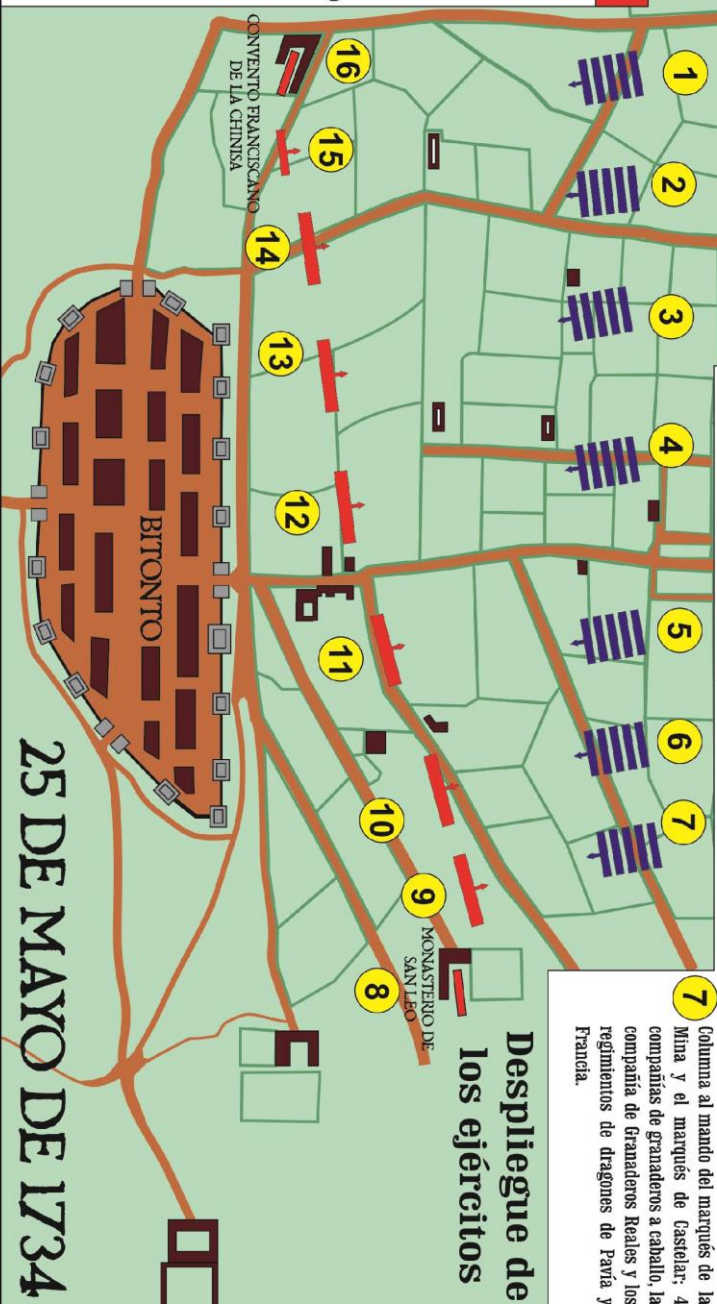 7
Columna al mando del marqués de la
Mina y el marqués de Castelar; 4
compañías de granaderos a caballo, la
compañía de Granaderos Reales y los
regimientos de dragones de Pavía y
Francia.
1
2
3
4
5
6
7
Despliegue de
los ejércitos
MONASTERIO DE
SAN LEO
8
9
10
11
12
13
14
15
16
CONVENTO FRANCISCANO
DE LA CHINISA
BITONTO
25 DE MAYO DE 1734